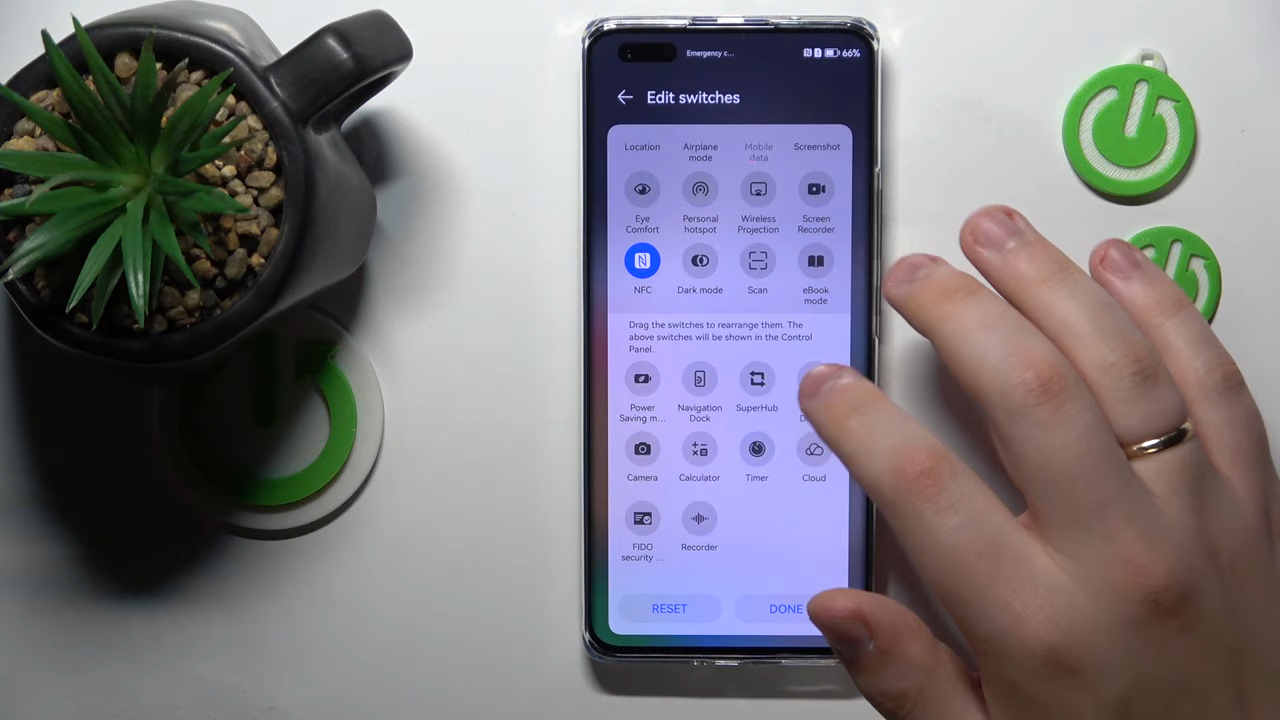 Emergency c...
66%
Edit switches
Location Airplane mode Mobile data Screenshot
Eye Comfort Personal hotspot Wireless Projection Screen Recorder
NFC Dark mode Scan eBook mode
Drag the switches to rearrange them. The
above switches will be shown in the Control
Panel.
Power Saving m... Navigation Dock SuperHub
Camera Calculator Timer Cloud
FIDO security ... Recorder
RESET DONE